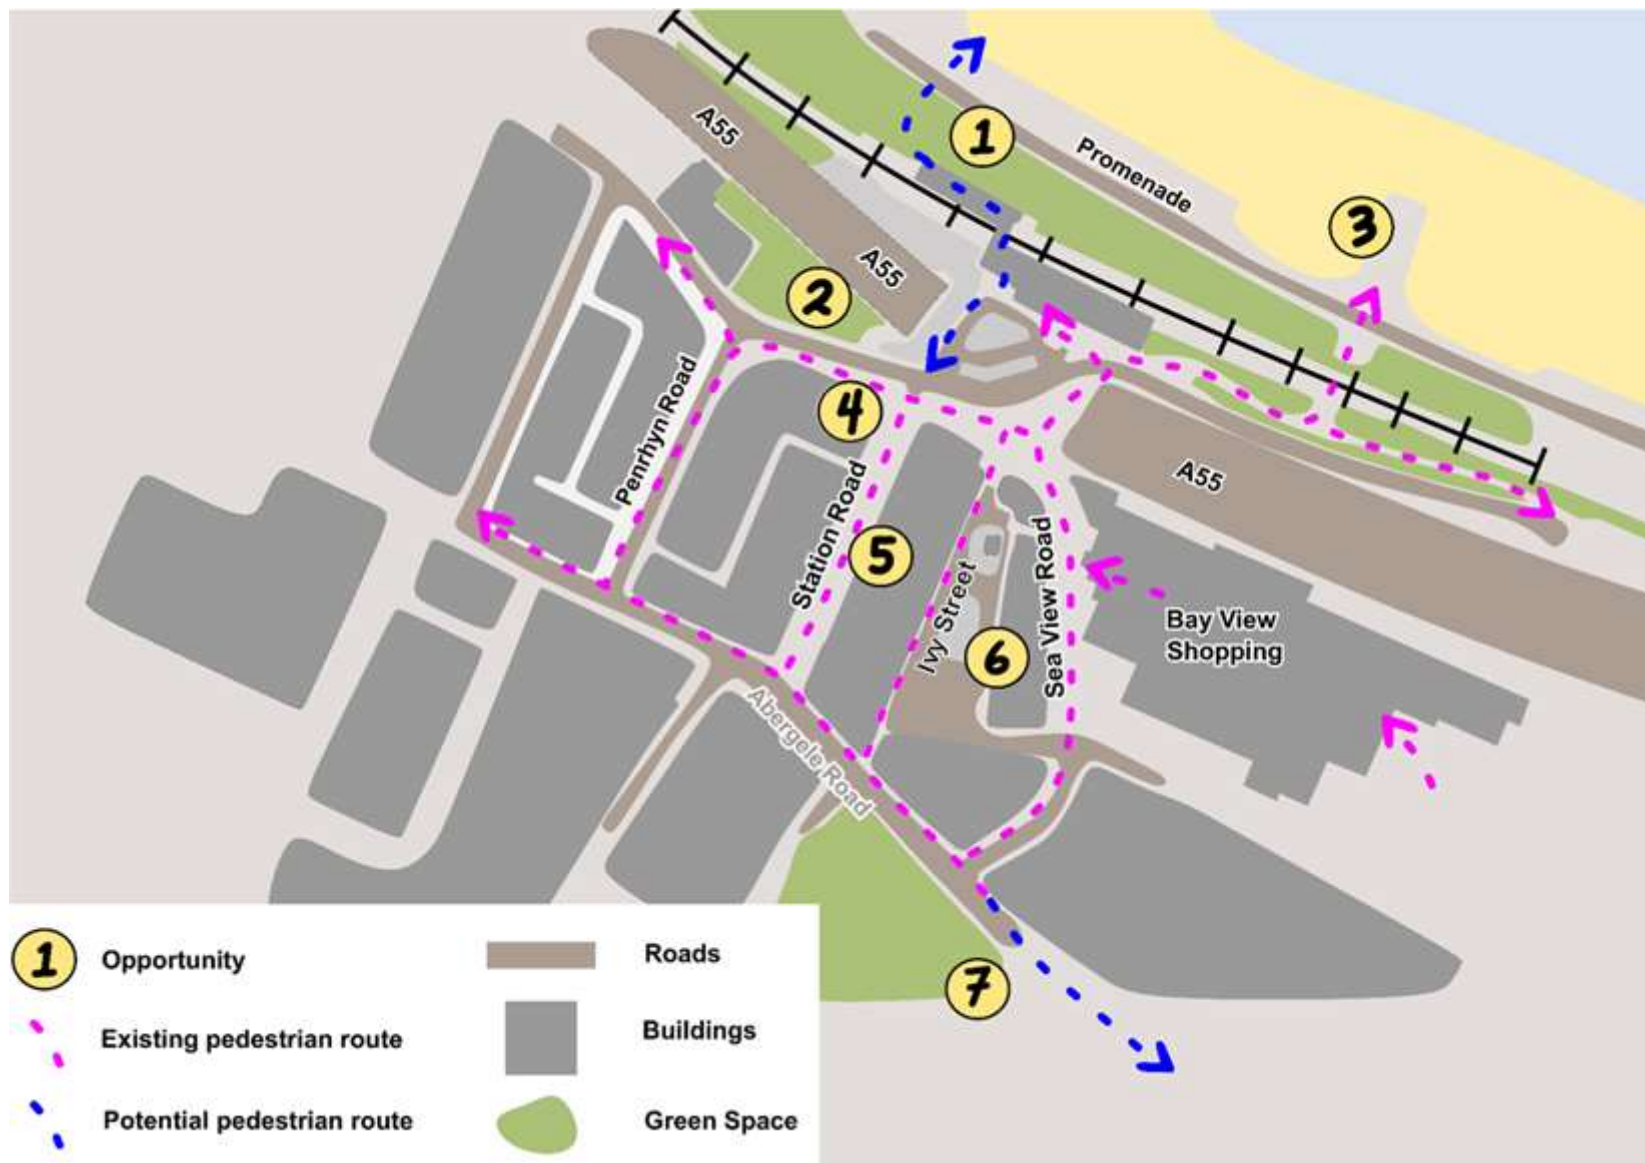 1
A55
Promenade
3
A55
2
4
Penrhyn Road
Station Road
5
A55
Ivy Street
Sea View Road
6
Bay View
Shopping
Abergele Road
7
1 Opportunity
Roads
Existing pedestrian route
Buildings
Potential pedestrian route
Green Space